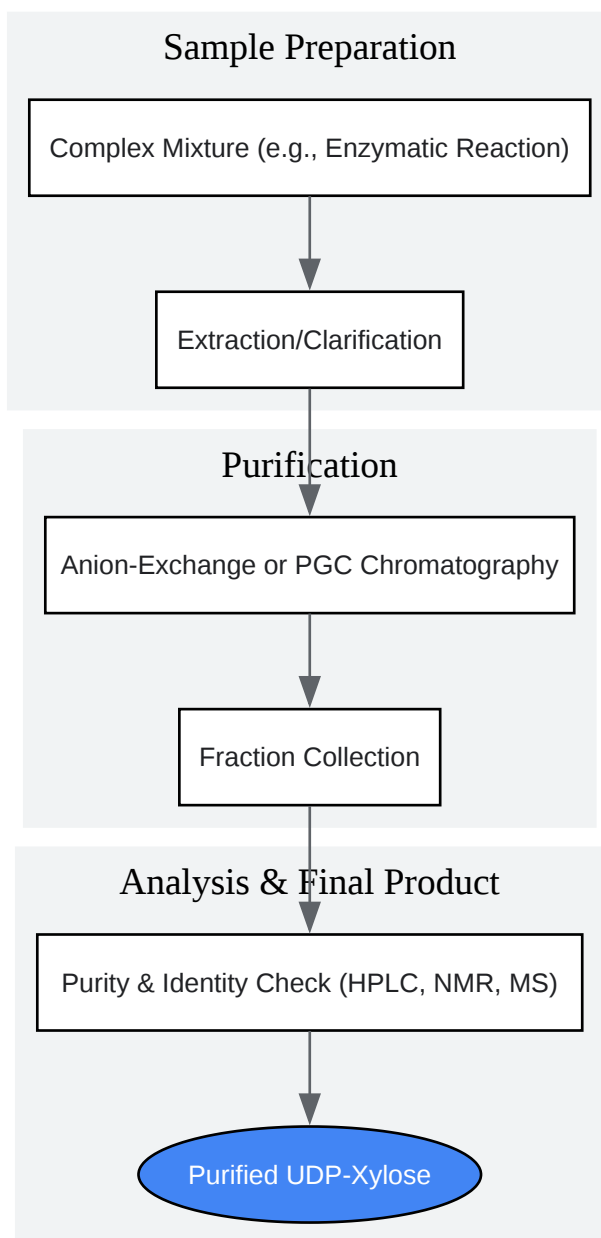 Sample Preparation
Complex Mixture (e.g., Enzymatic Reaction)
Extraction/Clarification
Purification
Anion-Exchange or PGC Chromatography
Fraction Collection
Analysis & Final Product
Purity & Identity Check (HPLC, NMR, MS)
Purified UDP-Xylose